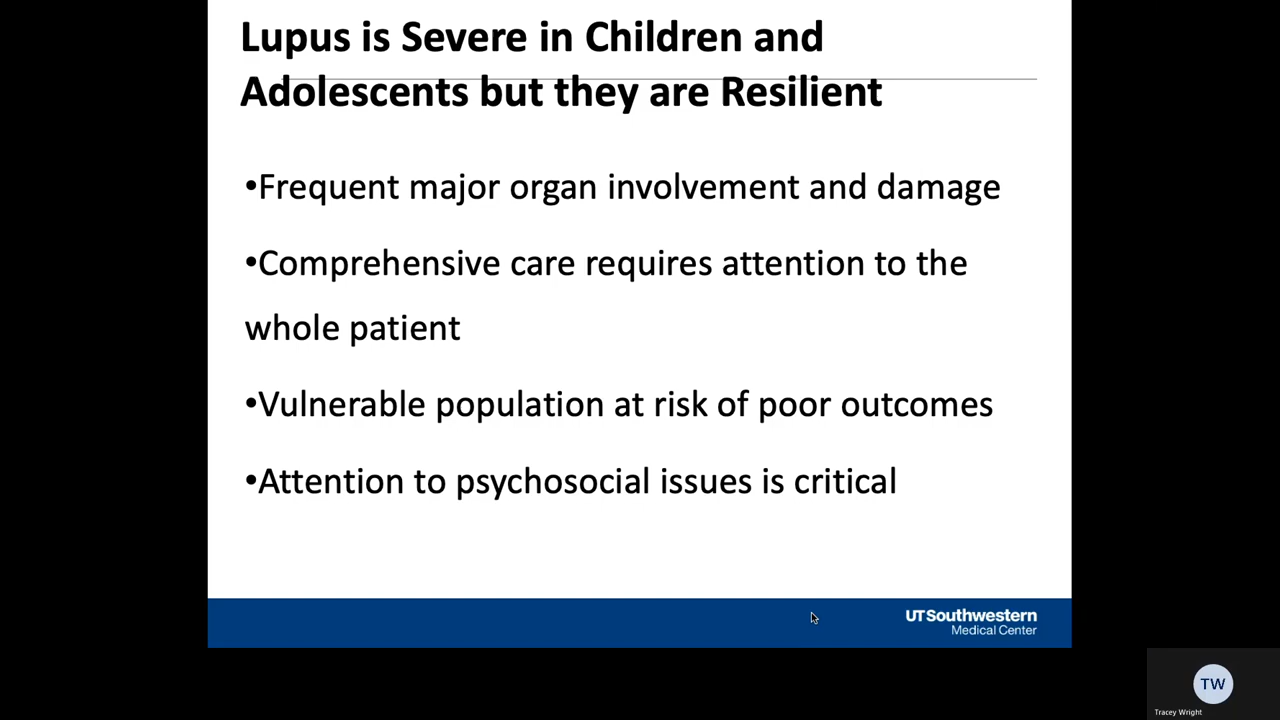 Lupus is Severe in Children and
Adolescents but they are Resilient
•Frequent major organ involvement and damage
•Comprehensive care requires attention to the
whole patient
•Vulnerable population at risk of poor outcomes
•Attention to psychosocial issues is critical
UTSouthwestern
Medical Center
TW
Tracey Wright